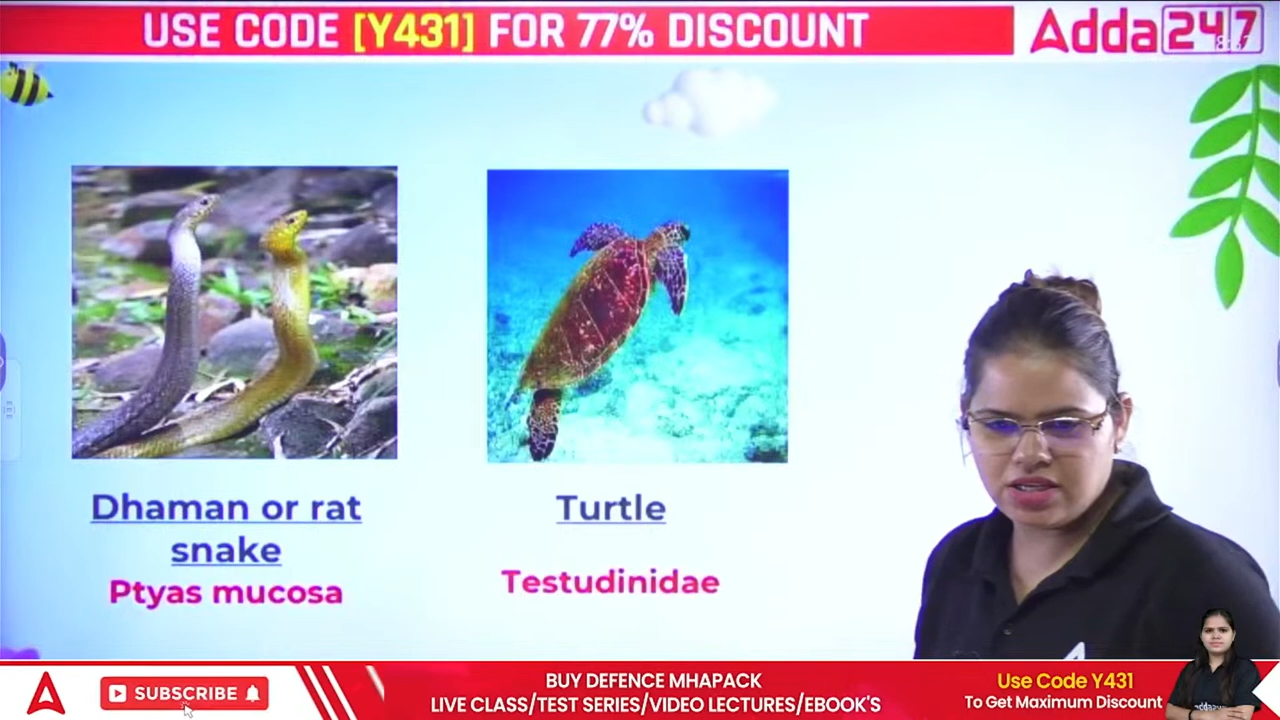 USE CODE [Y431] FOR 77% DISCOUNT
Adda247
Dhaman or rat
snake
Ptyas mucosa
Turtle
Testudinidae
SUBSCRIBE
BUY DEFENCE MHAPACK
LIVE CLASS/TEST SERIES/VIDEO LECTURES/EBOOK'S
Use Code Y431
To Get Maximum Discount